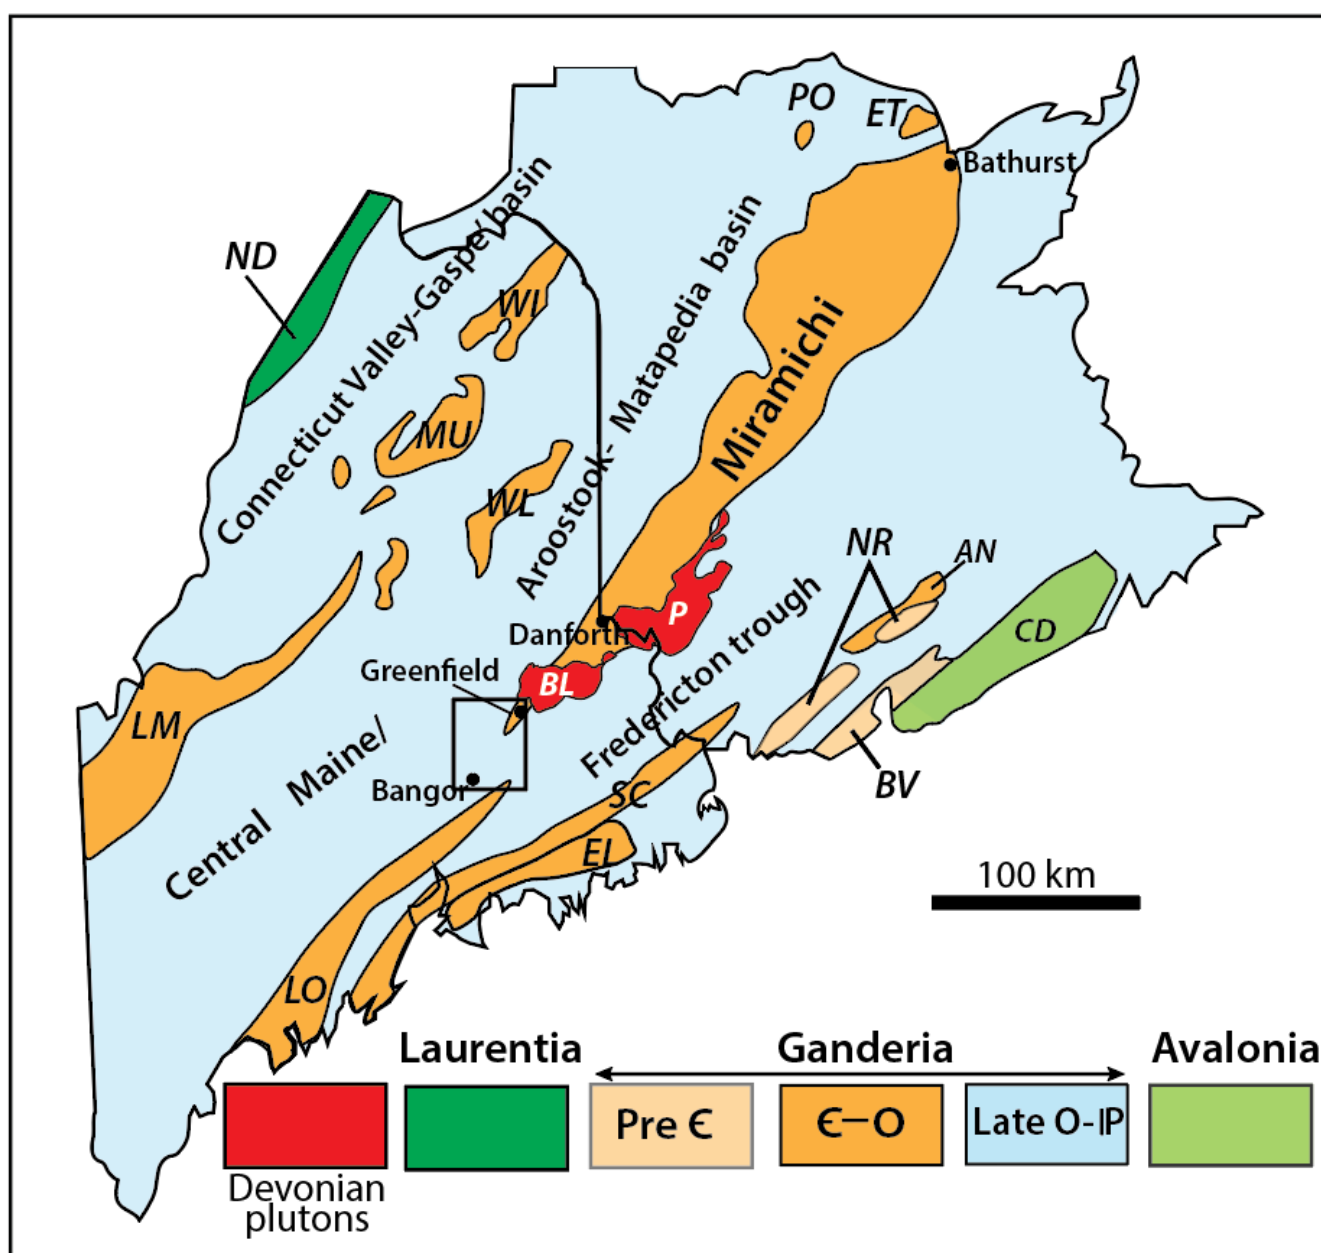 PO
ET
Bathurst
ND
Connecticut Valley-Gaspe/basin
WI
Aroostook- Matapedia basin
Miramichi
MU
WL
NR
AN
P
CD
Danforth
Greenfield
BL
Fredericton trough
LM
Central Maine/
Bangor
SC
BV
EL
LO
100 km
Laurentia
Ganderia
Avalonia
Pre Є
Є—O
Late O-IP
Devonian
plutons